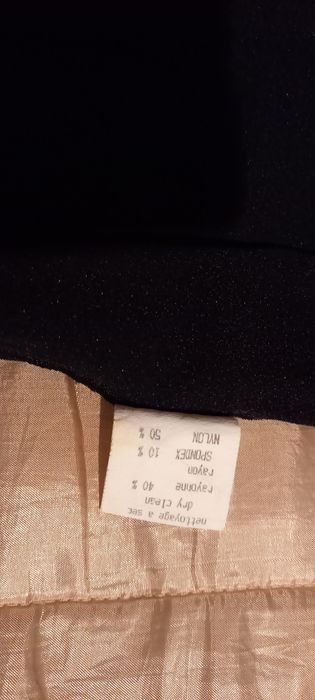 nettoyage a sec
dry clean
rayonne 40 %
rayon
SPONDEX 10 %
NYLON 50 %